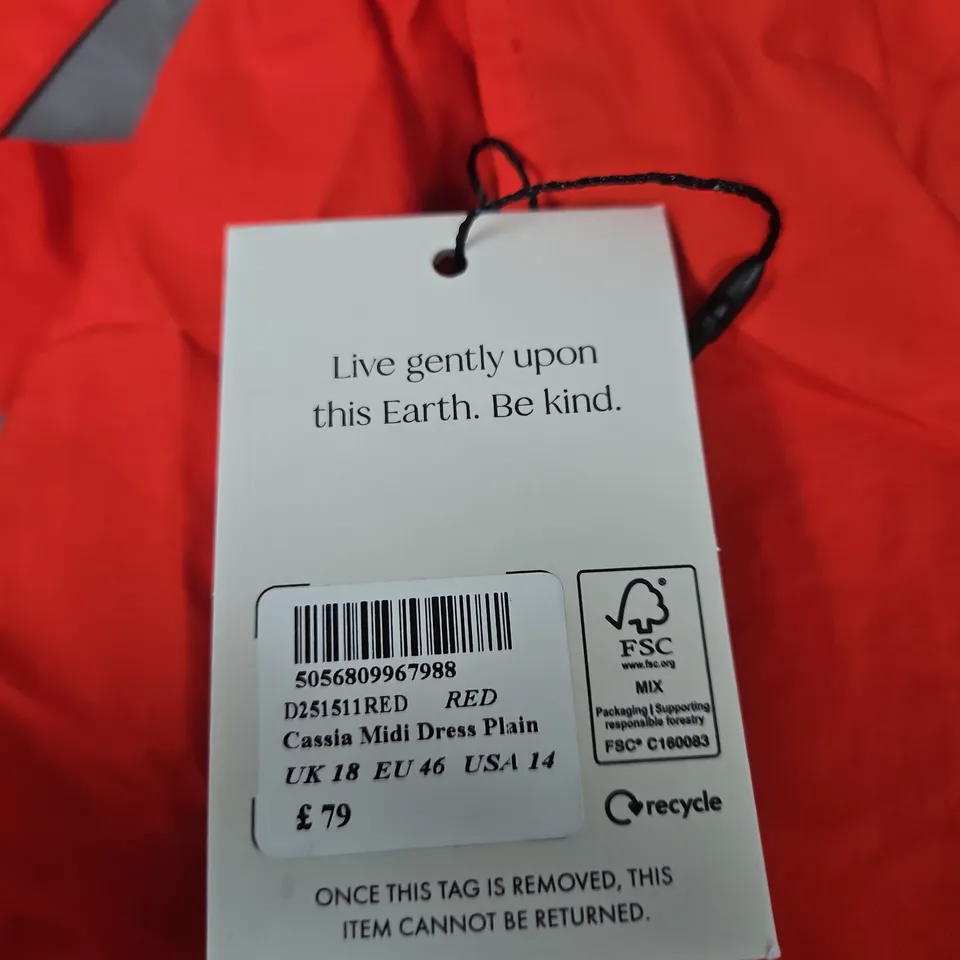 Live gently upon
this Earth. Be kind.
5056809967988
D251511RED RED
Cassia Midi Dress Plain
UK 18 EU 46 USA 14
£ 79
FSC
www.fsc.org
MIX
Packaging | Supporting
responsible forestry
FSC® C160083
recycle
ONCE THIS TAG IS REMOVED, THIS
ITEM CANNOT BE RETURNED.